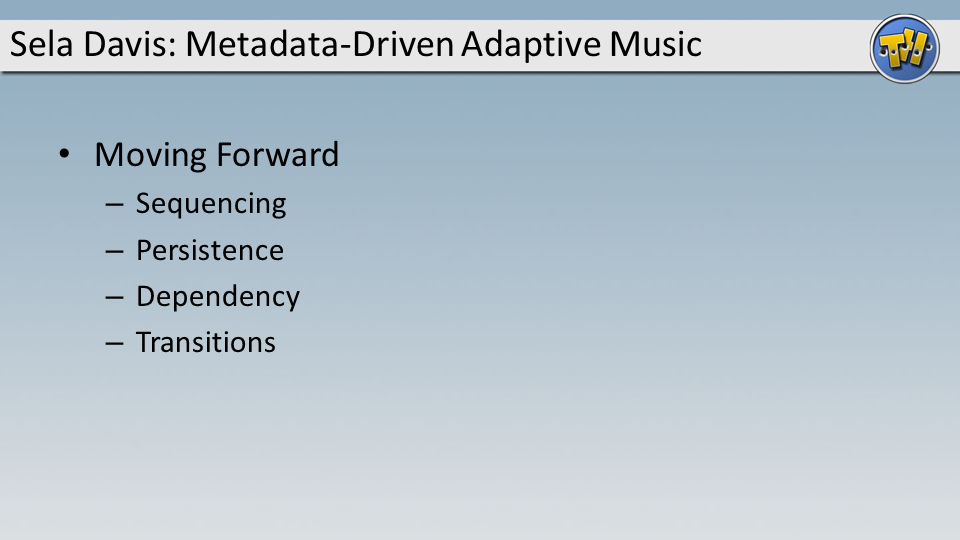 Sela Davis: Metadata-Driven Adaptive Music
• Moving Forward
– Sequencing
– Persistence
– Dependency
– Transitions